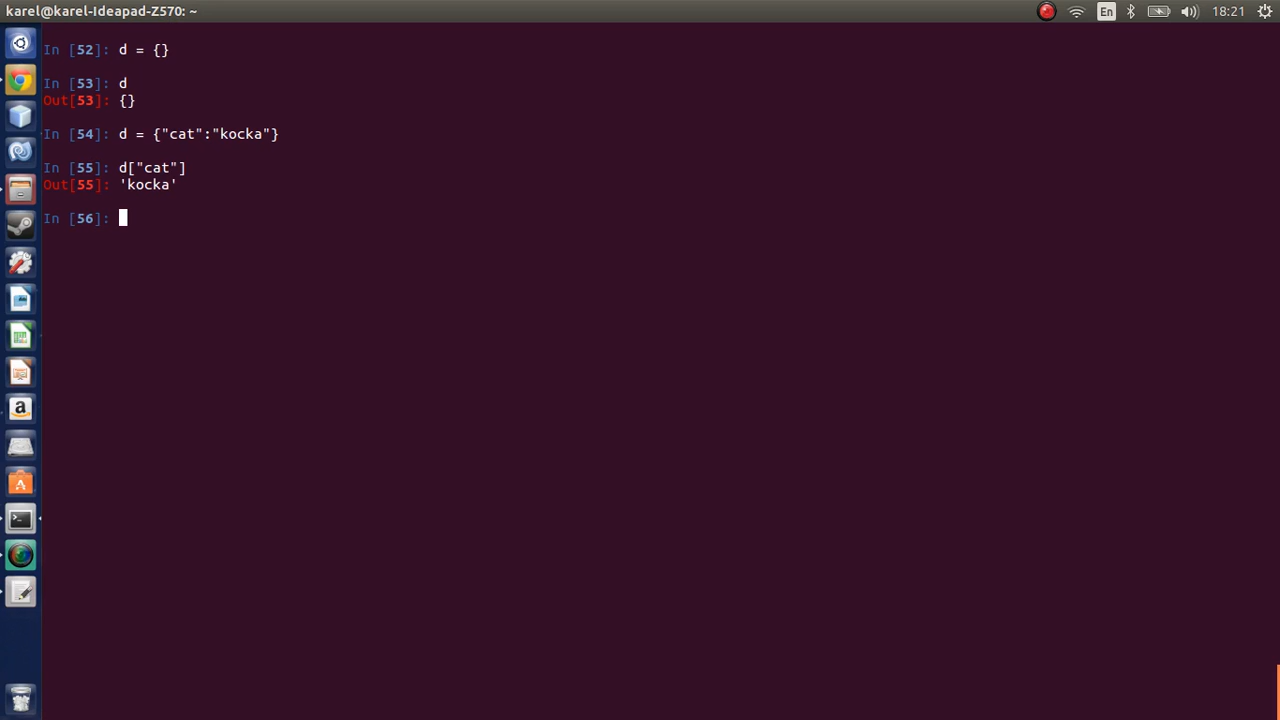 karel@karel-Ideapad-Z570: ~
En
18:21
In [52]: d = {}
In [53]: d
Out[53]: {}
In [54]: d = {"cat":"kocka"}
In [55]: d["cat"]
Out[55]: 'kocka'
In [56]: